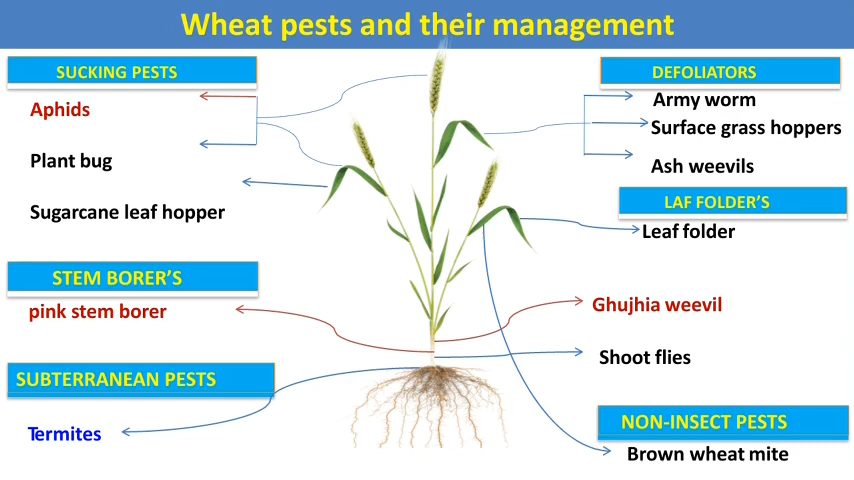 Wheat pests and their management
SUCKING PESTS
Aphids
Plant bug
Sugarcane leaf hopper
STEM BORER'S
pink stem borer
SUBTERRANEAN PESTS
Termites
DEFOLIATORS
Army worm
Surface grass hoppers
Ash weevils
LAF FOLDER'S
Leaf folder
Ghujhia weevil
Shoot flies
NON-INSECT PESTS
Brown wheat mite